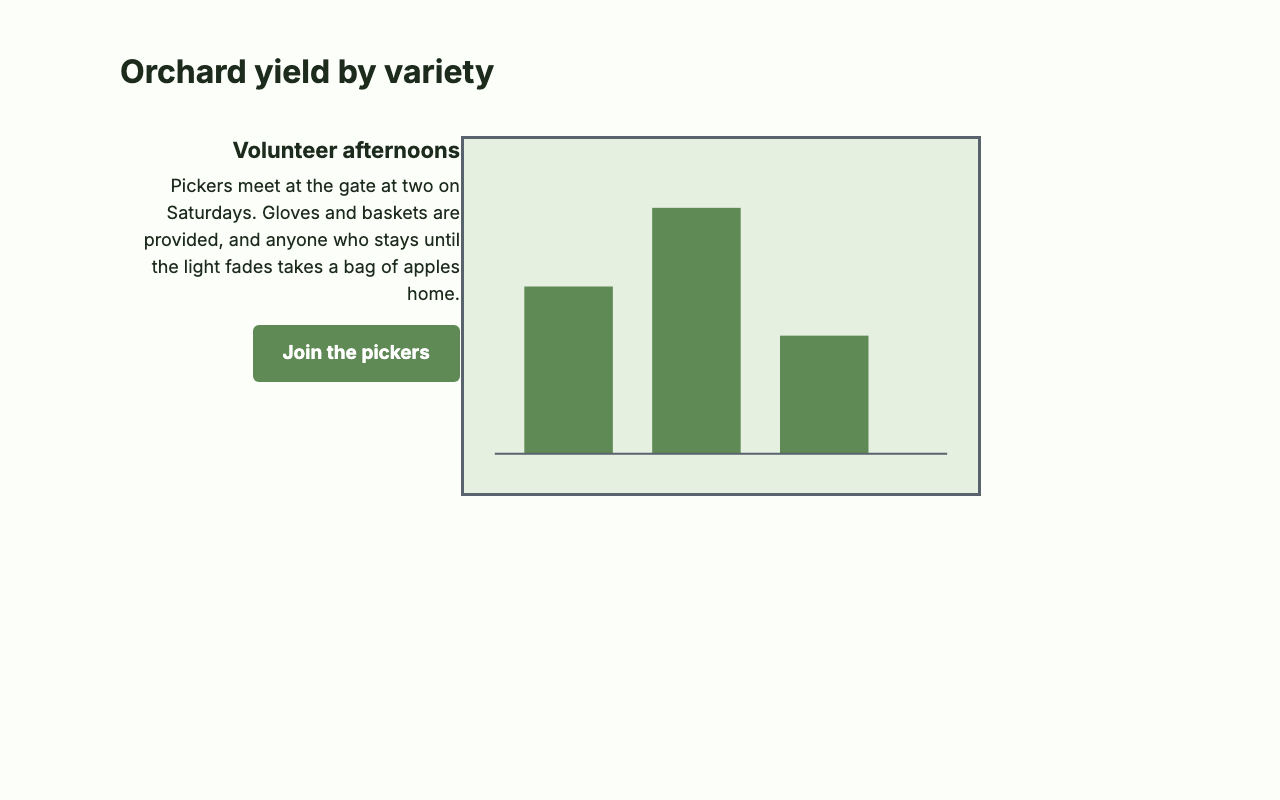 Orchard yield by variety
Volunteer afternoons
Pickers meet at the gate at two on
Saturdays. Gloves and baskets are
provided, and anyone who stays until
the light fades takes a bag of apples
home.
Join the pickers